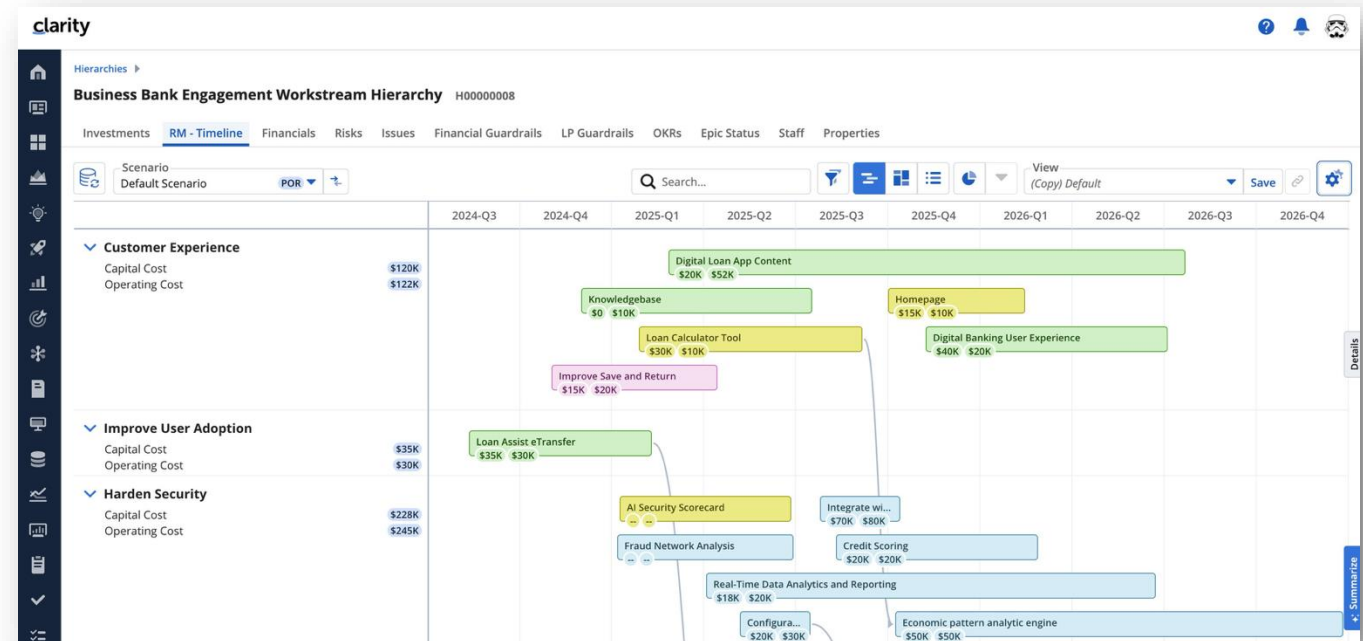 clarity
Hierarchies
Business Bank Engagement Workstream Hierarchy H00000008
Investments RM - Timeline Financials Risks Issues Financial Guardrails LP Guardrails OKRs Epic Status Staff Properties
Scenario
Default Scenario POR
Search...
View
(Copy) Default
Save
2024-Q3 2024-Q4 2025-Q1 2025-Q2 2025-Q3 2025-Q4 2026-Q1 2026-Q2 2026-Q3 2026-Q4
Customer Experience
Capital Cost $120K
Operating Cost $122K
Digital Loan App Content
$20K $52K
Knowledgebase
$0 $10K
Homepage
$15K $10K
Loan Calculator Tool
$30K $10K
Digital Banking User Experience
$40K $20K
Improve Save and Return
$15K $20K
Details
Improve User Adoption
Capital Cost $35K
Operating Cost $30K
Loan Assist eTransfer
$35K $30K
Harden Security
Capital Cost $228K
Operating Cost $245K
AI Security Scorecard
-- --
Integrate wi...
$70K $80K
Fraud Network Analysis
-- --
Credit Scoring
$20K $20K
Real-Time Data Analytics and Reporting
$18K $20K
Configura...
$20K $30K
Economic pattern analytic engine
$50K $50K
Summarize